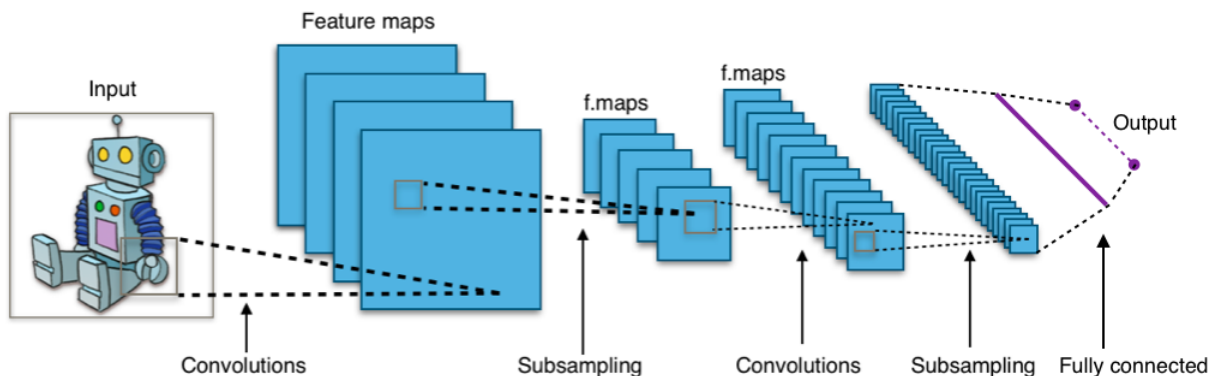 Feature maps
f.maps
Input
f.maps
Output
Convolutions
Subsampling
Convolutions
Subsampling
Fully connected